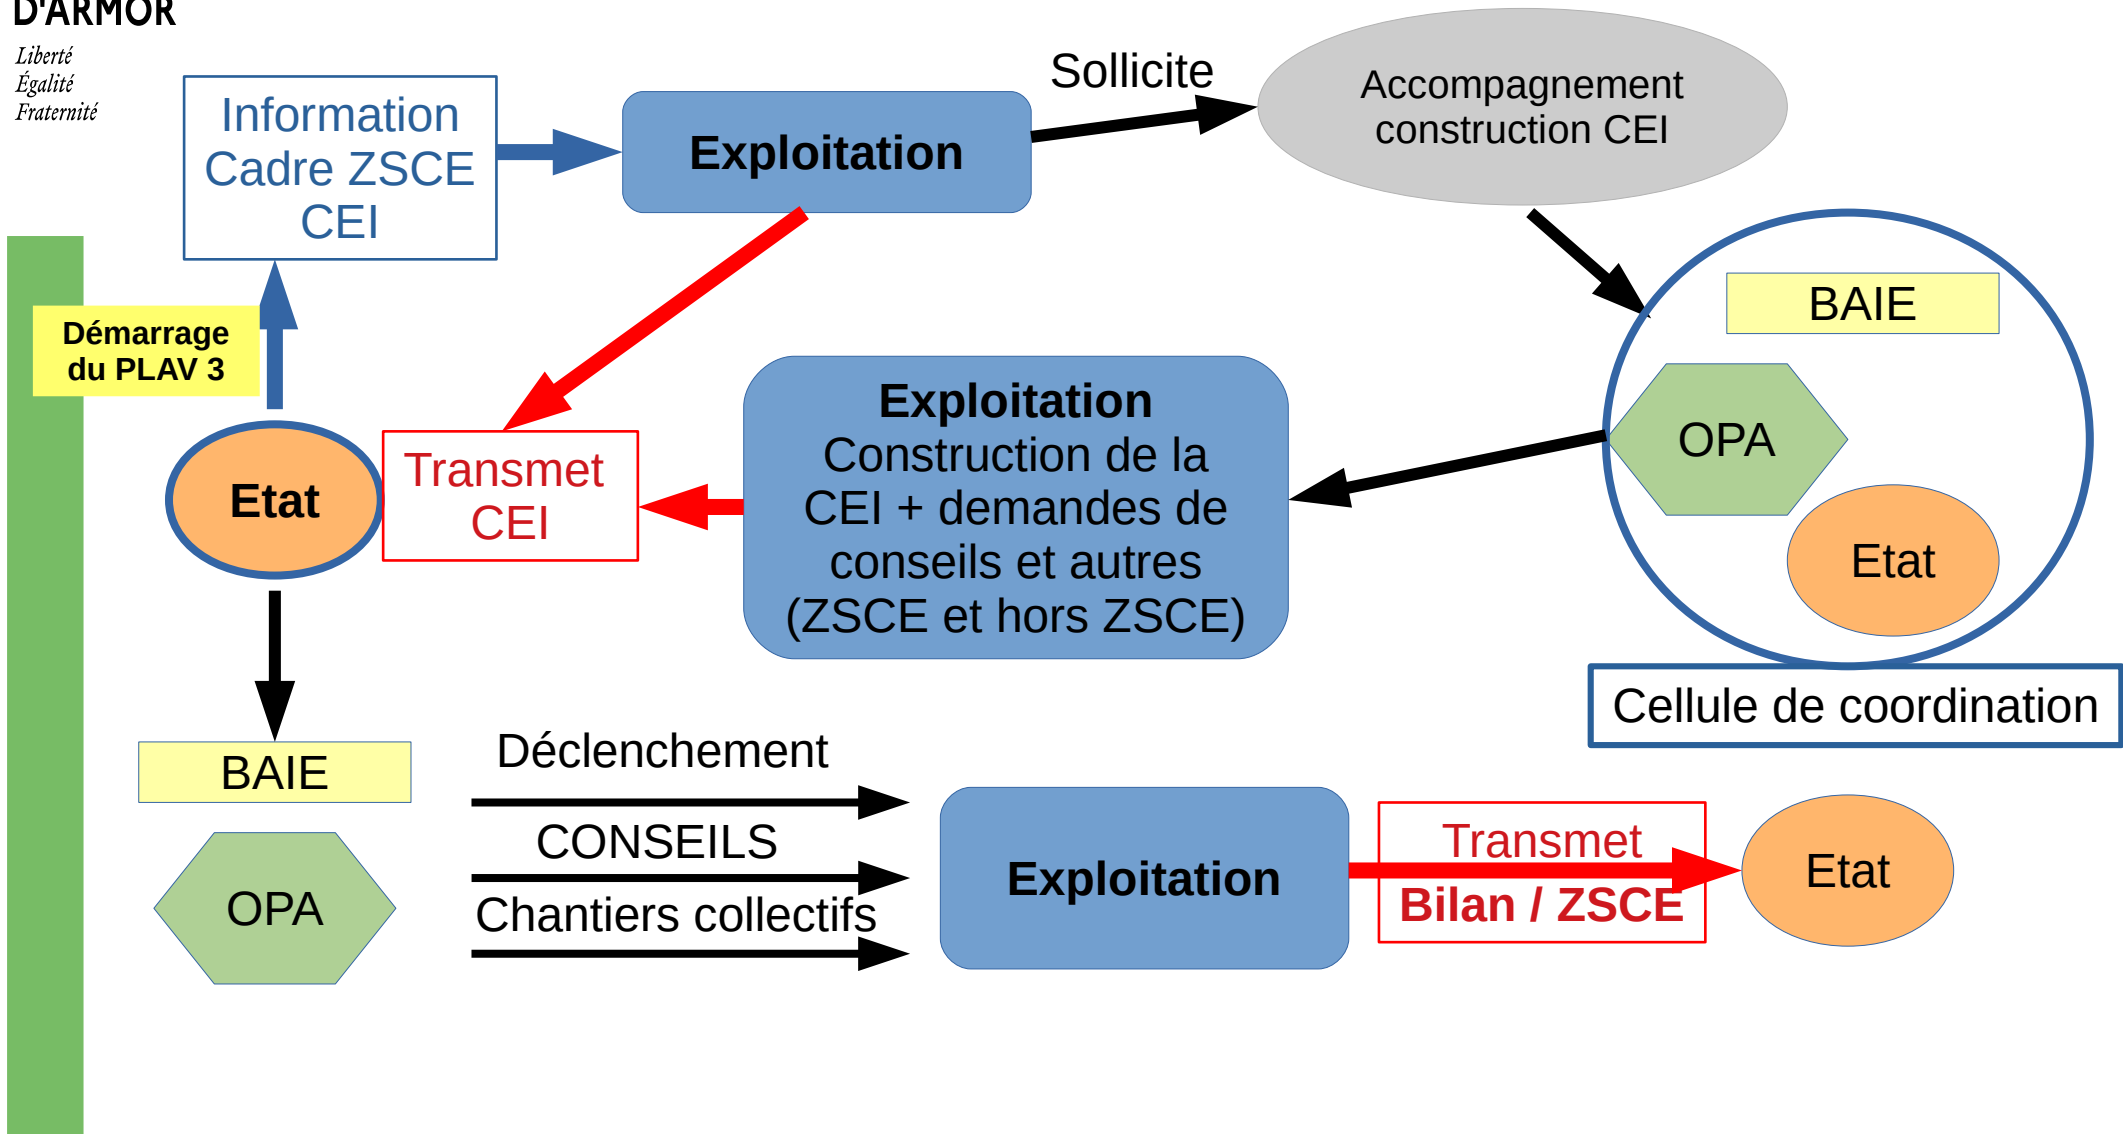 D'ARMOR
Liberté
Égalité
Fraternité
Information
Cadre ZSCE
CEI
Exploitation
Sollicite
Accompagnement
construction CEI
Démarrage
du PLAV 3
BAIE
OPA
Etat
Cellule de coordination
Exploitation
Construction de la
CEI + demandes de
conseils et autres
(ZSCE et hors ZSCE)
Transmet
CEI
Etat
BAIE
OPA
Déclenchement
CONSEILS
Chantiers collectifs
Exploitation
Transmet
Bilan / ZSCE
Etat